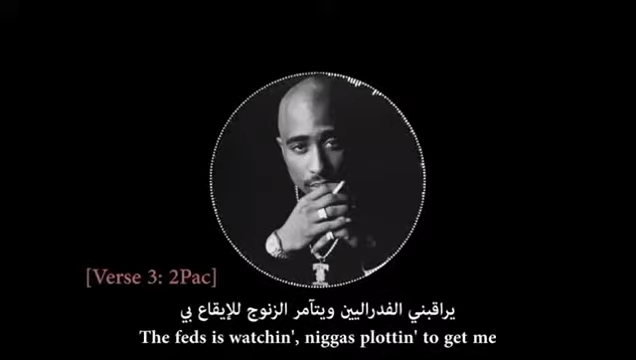 [Verse 3: 2Pac]
يراقبني الفدراليين ويتآمر الزنوج للإيقاع بي
The feds is watchin', niggas plottin' to get me